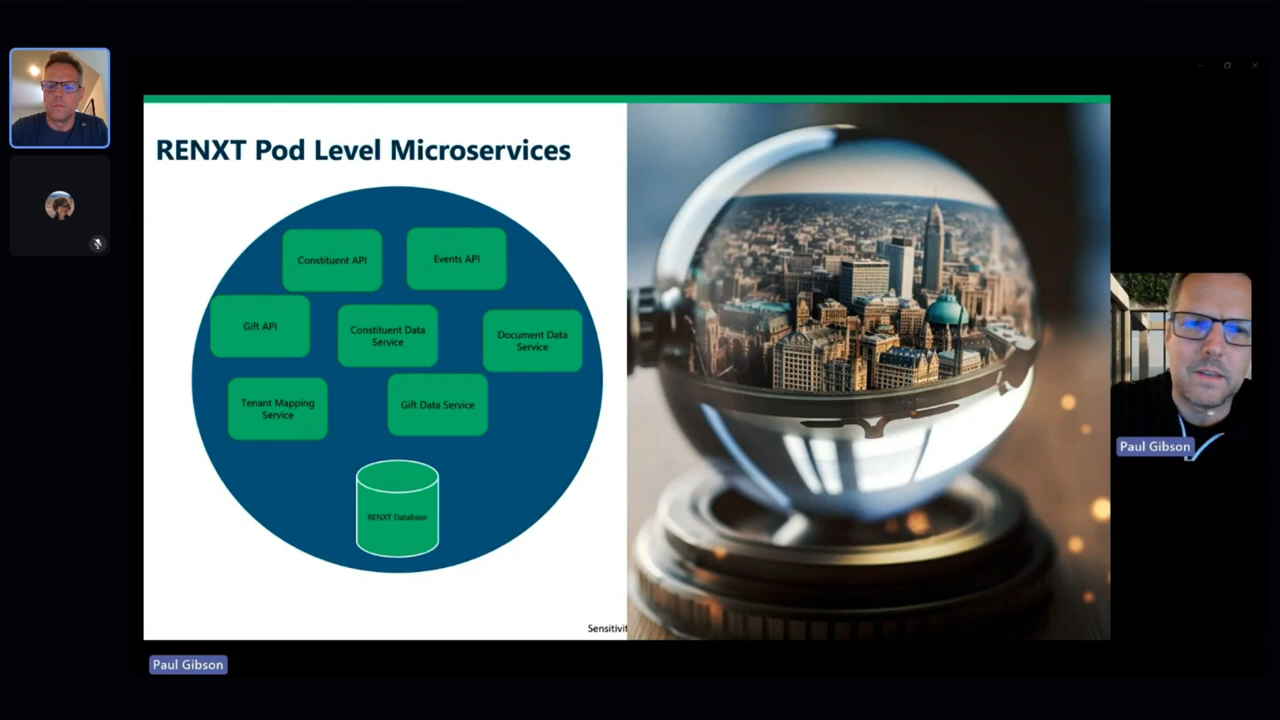 RENXT Pod Level Microservices
Constituent API
Events API
Gift API
Constituent Data
Service
Document Data
Service
Tenant Mapping
Service
Gift Data Service
RENXT Database
Sensitivit
Paul Gibson
Paul Gibson